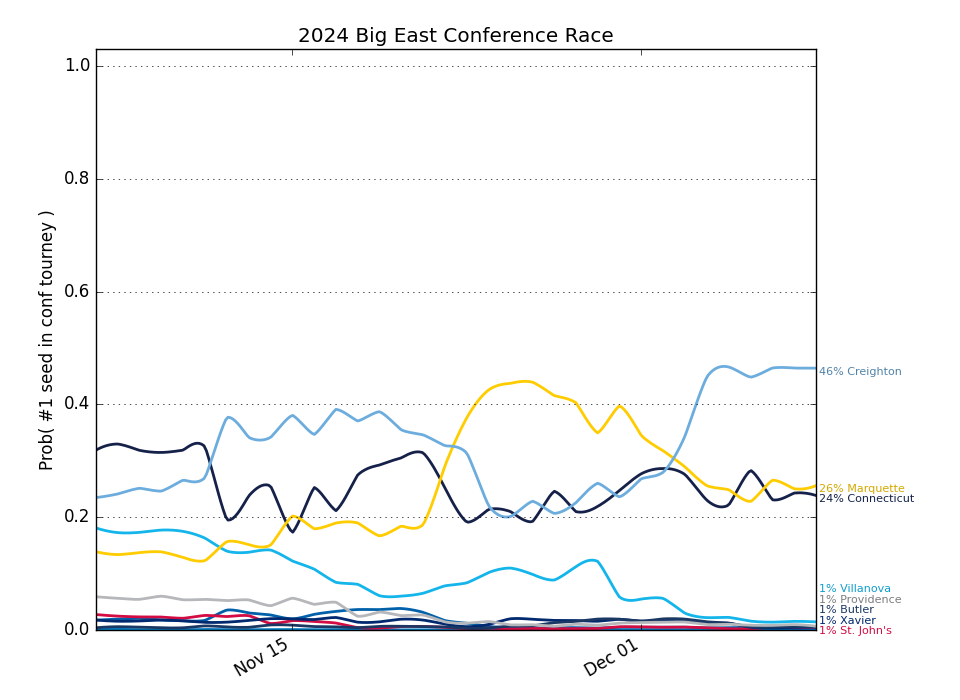 2024 Big East Conference Race
Prob( #1 seed in conf tourney )
1.0
0.8
0.6
0.4
0.2
0.0
Nov 15
Dec 01
46% Creighton
26% Marquette
24% Connecticut
1% Villanova
1% Providence
1% Butler
1% Xavier
1% St. John's